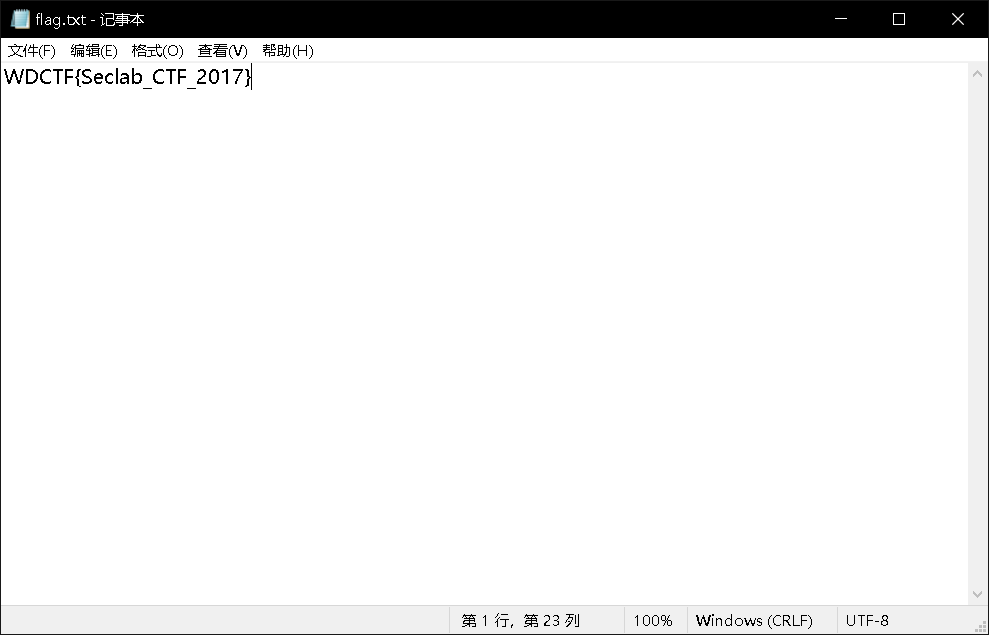 flag.txt - 记事本
文件(F) 编辑(E) 格式(O) 查看(V) 帮助(H)
WDCTF{Seclab_CTF_2017}
第 1 行，第 23 列 100% Windows (CRLF) UTF-8